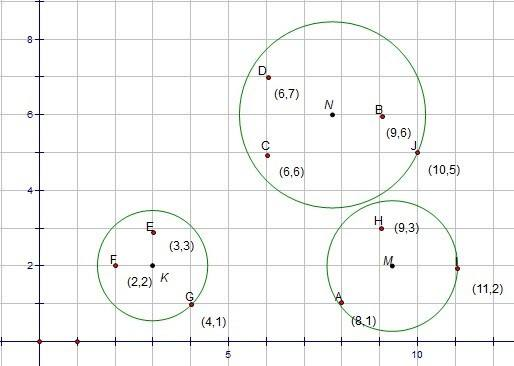 8
D
(6,7)
N
B
6
(9,6)
C
J
(6,6)
(10,5)
4
E
H
(9,3)
(3,3)
F
2
(2,2)
K
M
I
(11,2)
G
A
(4,1)
(8,1)
5
10